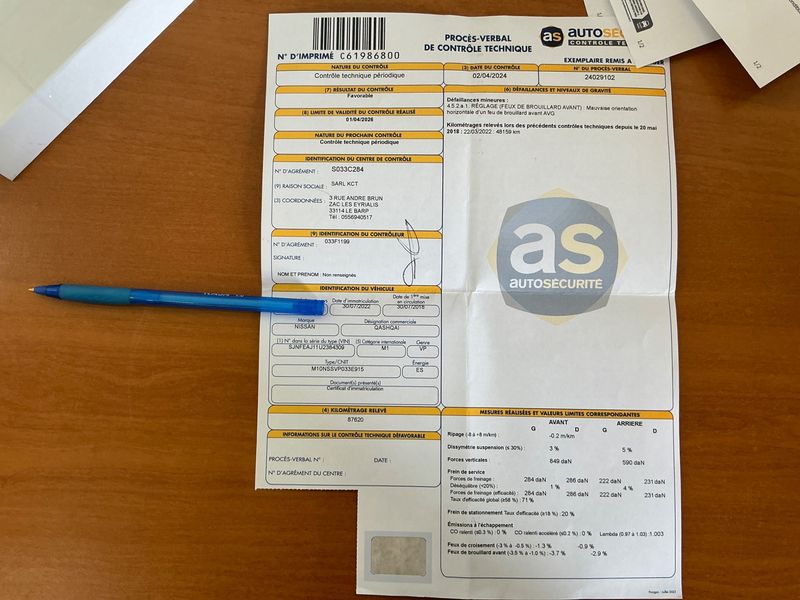 N° D'IMPRIMÉ C61986800
PROCÈS-VERBAL
DE CONTRÔLE TECHNIQUE
as AUTOSÉC
CONTROLE TE
EXEMPLAIRE REMIS A
NATURE DU CONTRÔLE
Contrôle technique périodique
(2) DATE DU CONTRÔLE
02/04/2024
N° DU PROCÈS-VERBAL
24029102
(7) RÉSULTAT DU CONTRÔLE
Favorable
(8) LIMITE DE VALIDITÉ DU CONTRÔLE RÉALISÉ
01/04/2026
NATURE DU PROCHAIN CONTRÔLE
Contrôle technique périodique
(6) DÉFAILLANCES ET NIVEAUX DE GRAVITÉ
Défaillances mineures :
4.5.2.a.1. RÉGLAGE (FEUX DE BROUILLARD AVANT) : Mauvaise orientation
horizontale d'un feu de brouillard avant AVG
Kilométrages relevés lors des précédents contrôles techniques depuis le 20 mai
2018 : 22/03/2022 : 48159 km
IDENTIFICATION DU CENTRE DE CONTRÔLE
N° D'AGRÉMENT : S033C284
(9) RAISON SOCIALE : SARL KCT
(3) COORDONNÉES : 3 RUE ANDRE BRUN
ZAC LES EYRIALIS
33114 LE BARP
Tél : 0556940517
(9) IDENTIFICATION DU CONTRÔLEUR
N° D'AGRÉMENT : 033F1199
SIGNATURE :
NOM ET PRÉNOM : Non renseignés
as
AUTOSÉCURITÉ
IDENTIFICATION DU VÉHICULE
Date d'immatriculation
30/07/2022
Date de 1ère mise
en circulation
30/07/2018
Marque
NISSAN
Désignation commerciale
QASHQAI
(1) N° dans la série du type (VIN)
SJNFEAJ11U2384309
(5) Catégorie internationale
M1
Genre
VP
Type/CNIT
M10NSSVP033E915
Énergie
ES
Document(s) présenté(s)
Certificat d'immatriculation
(4) KILOMÉTRAGE RELEVÉ
87620
INFORMATIONS SUR LE CONTRÔLE TECHNIQUE DÉFAVORABLE
PROCÈS-VERBAL N° : DATE :
N° D'AGRÉMENT DU CENTRE :
MESURES RÉALISÉES ET VALEURS LIMITES CORRESPONDANTES
AVANT ARRIERE
G D G D
Ripage (-8 à +8 m/km) : -0.2 m/km
Dissymétrie suspension (≤ 30%) : 3 % 5 %
Forces verticales : 849 daN 590 daN
Frein de service
Forces de freinage : 284 daN 286 daN 222 daN 231 daN
Déséquilibre (<20%) : 1 % 4 %
Forces de freinage (efficacité) : 284 daN 286 daN 222 daN 231 daN
Taux d'efficacité global (≥58 %) : 71 %
Frein de stationnement Taux d'efficacité (≥18 %) : 20 %
Émissions à l'échappement
CO ralenti (≤0.3 %) : 0 % CO ralenti accéléré (≤0.2 %) : 0 % Lambda (0.97 à 1.03) : 1.003
Feux de croisement (-3 % à -0.5 %) : -1.3 % -0.9 %
Feux de brouillard avant (-3.5 % à -1.0 %) : -3.7 % -2.9 %
1/2